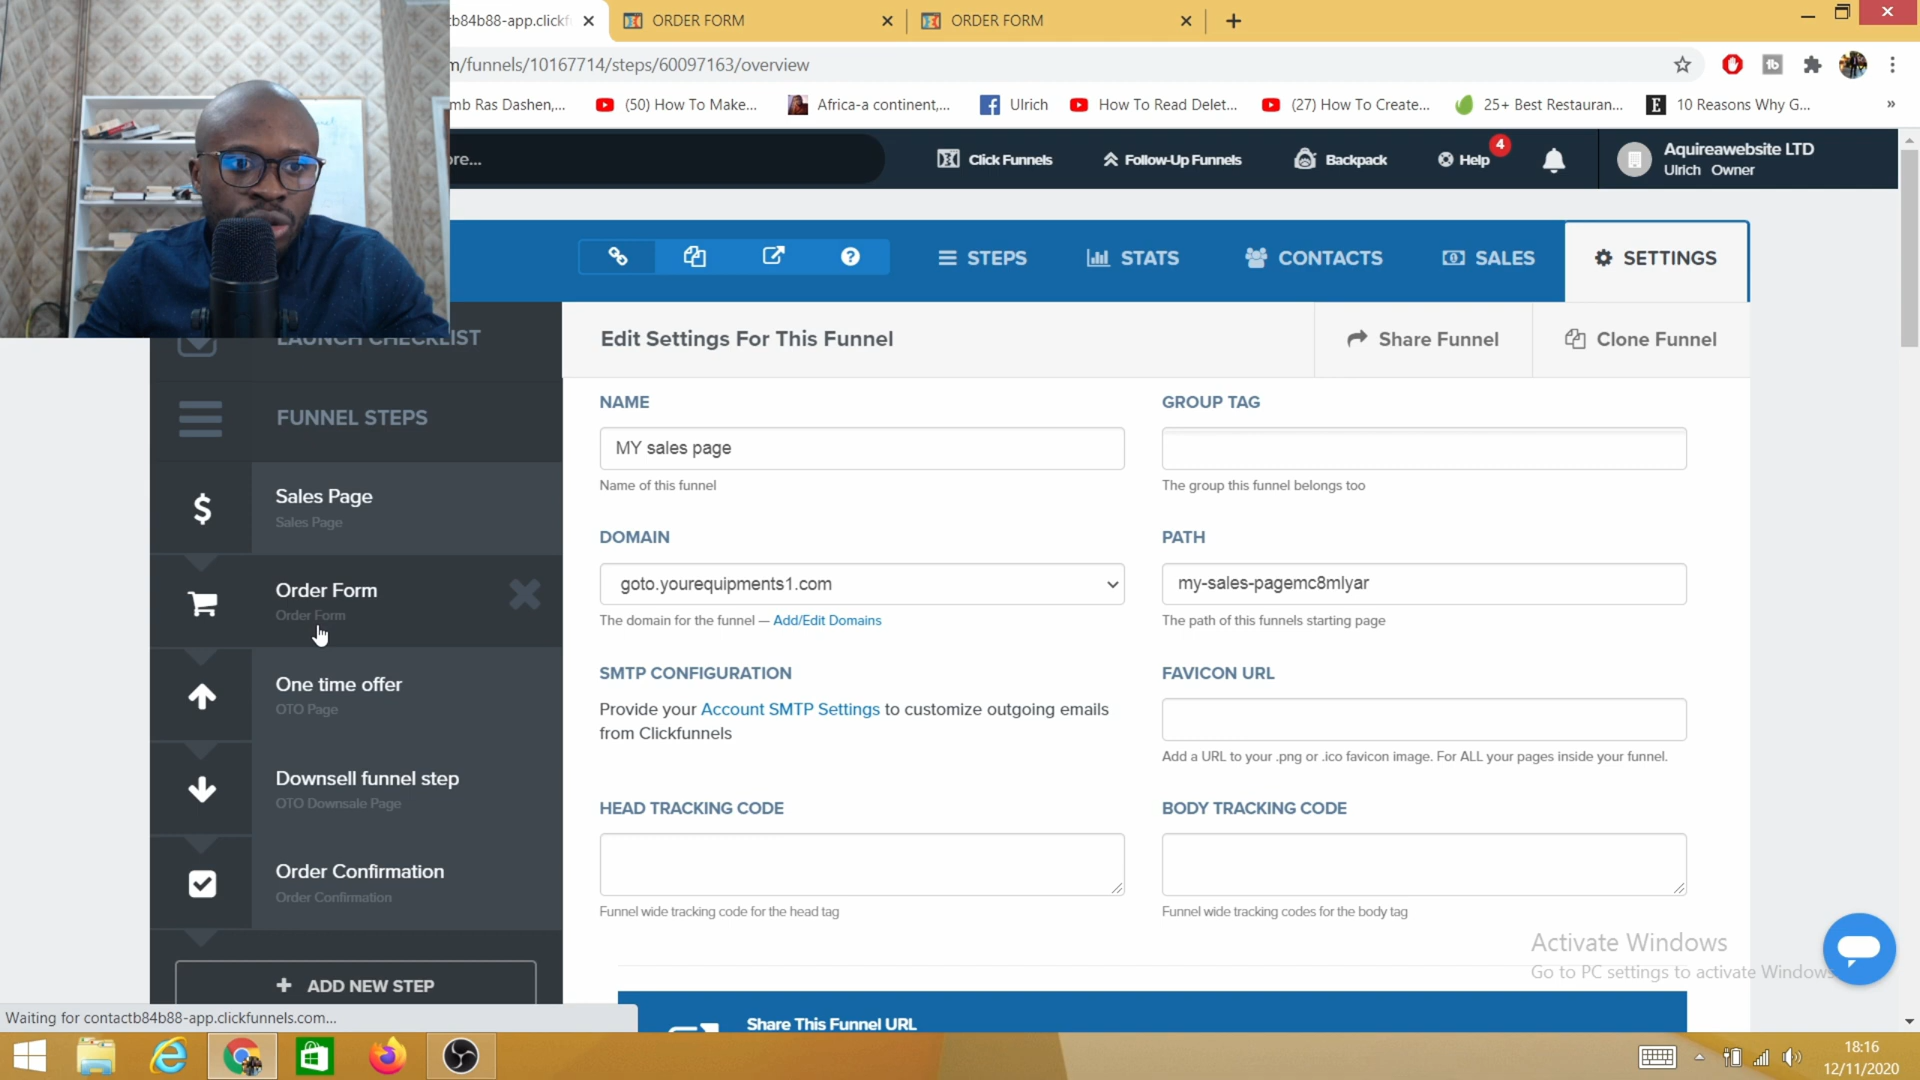 b84b88-app.clickf
ORDER FORM
ORDER FORM
/funnels/10167714/steps/60097163/overview
mb Ras Dashen,...
(50) How To Make...
Africa-a continent,...
Ulrich
How To Read Delet...
(27) How To Create...
25+ Best Restauran...
10 Reasons Why G...
»
ore...
Click Funnels
Follow-Up Funnels
Backpack
Help
4
Aquireawebsite LTD
Ulrich Owner
STEPS
STATS
CONTACTS
SALES
SETTINGS
LAUNCH CHECKLIST
Edit Settings For This Funnel
Share Funnel
Clone Funnel
FUNNEL STEPS
Sales Page
Sales Page
Order Form
Order Form
One time offer
OTO Page
Downsell funnel step
OTO Downsale Page
Order Confirmation
Order Confirmation
+ ADD NEW STEP
NAME
MY sales page
Name of this funnel
GROUP TAG
The group this funnel belongs too
DOMAIN
goto.yourequipments1.com
The domain for the funnel — Add/Edit Domains
PATH
my-sales-pagemc8mlyar
The path of this funnels starting page
SMTP CONFIGURATION
Provide your Account SMTP Settings to customize outgoing emails
from Clickfunnels
FAVICON URL
Add a URL to your .png or .ico favicon image. For ALL your pages inside your funnel.
HEAD TRACKING CODE
Funnel wide tracking code for the head tag
BODY TRACKING CODE
Funnel wide tracking codes for the body tag
Activate Windows
Go to PC settings to activate Windows.
Share This Funnel URL
Waiting for contactb84b88-app.clickfunnels.com...
18:16
12/11/2020